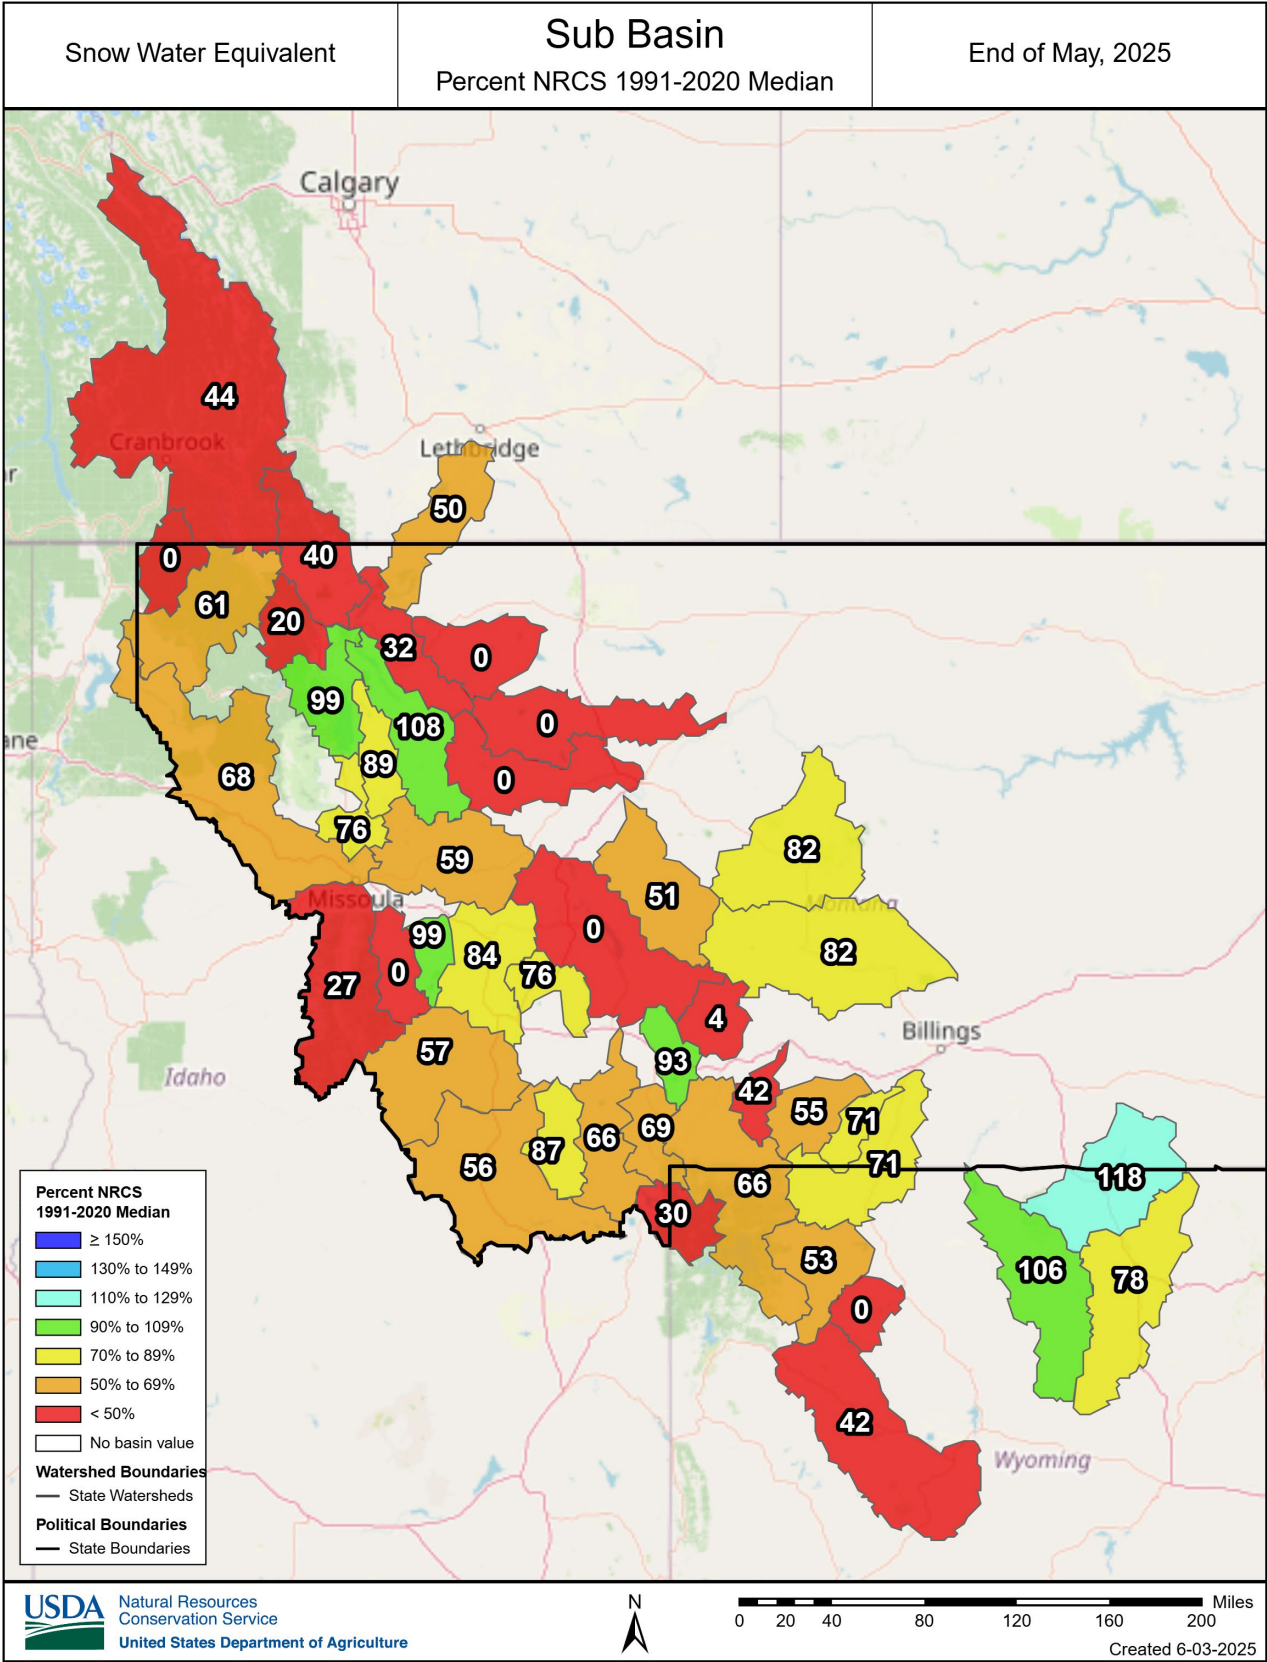 Snow Water Equivalent
Sub Basin
Percent NRCS 1991-2020 Median
End of May, 2025
Calgary
44
Cranbrook
Lethbridge
50
0
40
61
20
32
0
99
108
0
ane
89
68
0
76
82
59
51
Missoula
Montana
99
0
84
82
0
76
27
4
Billings
57
93
Idaho
42
55
71
69
66
87
56
71
118
66
30
53
106
78
0
42
Wyoming
Percent NRCS
1991-2020 Median
≥ 150%
130% to 149%
110% to 129%
90% to 109%
70% to 89%
50% to 69%
< 50%
No basin value
Watershed Boundaries
State Watersheds
Political Boundaries
State Boundaries
USDA
Natural Resources
Conservation Service
United States Department of Agriculture
N
0 20 40 80 120 160 200 Miles
Created 6-03-2025